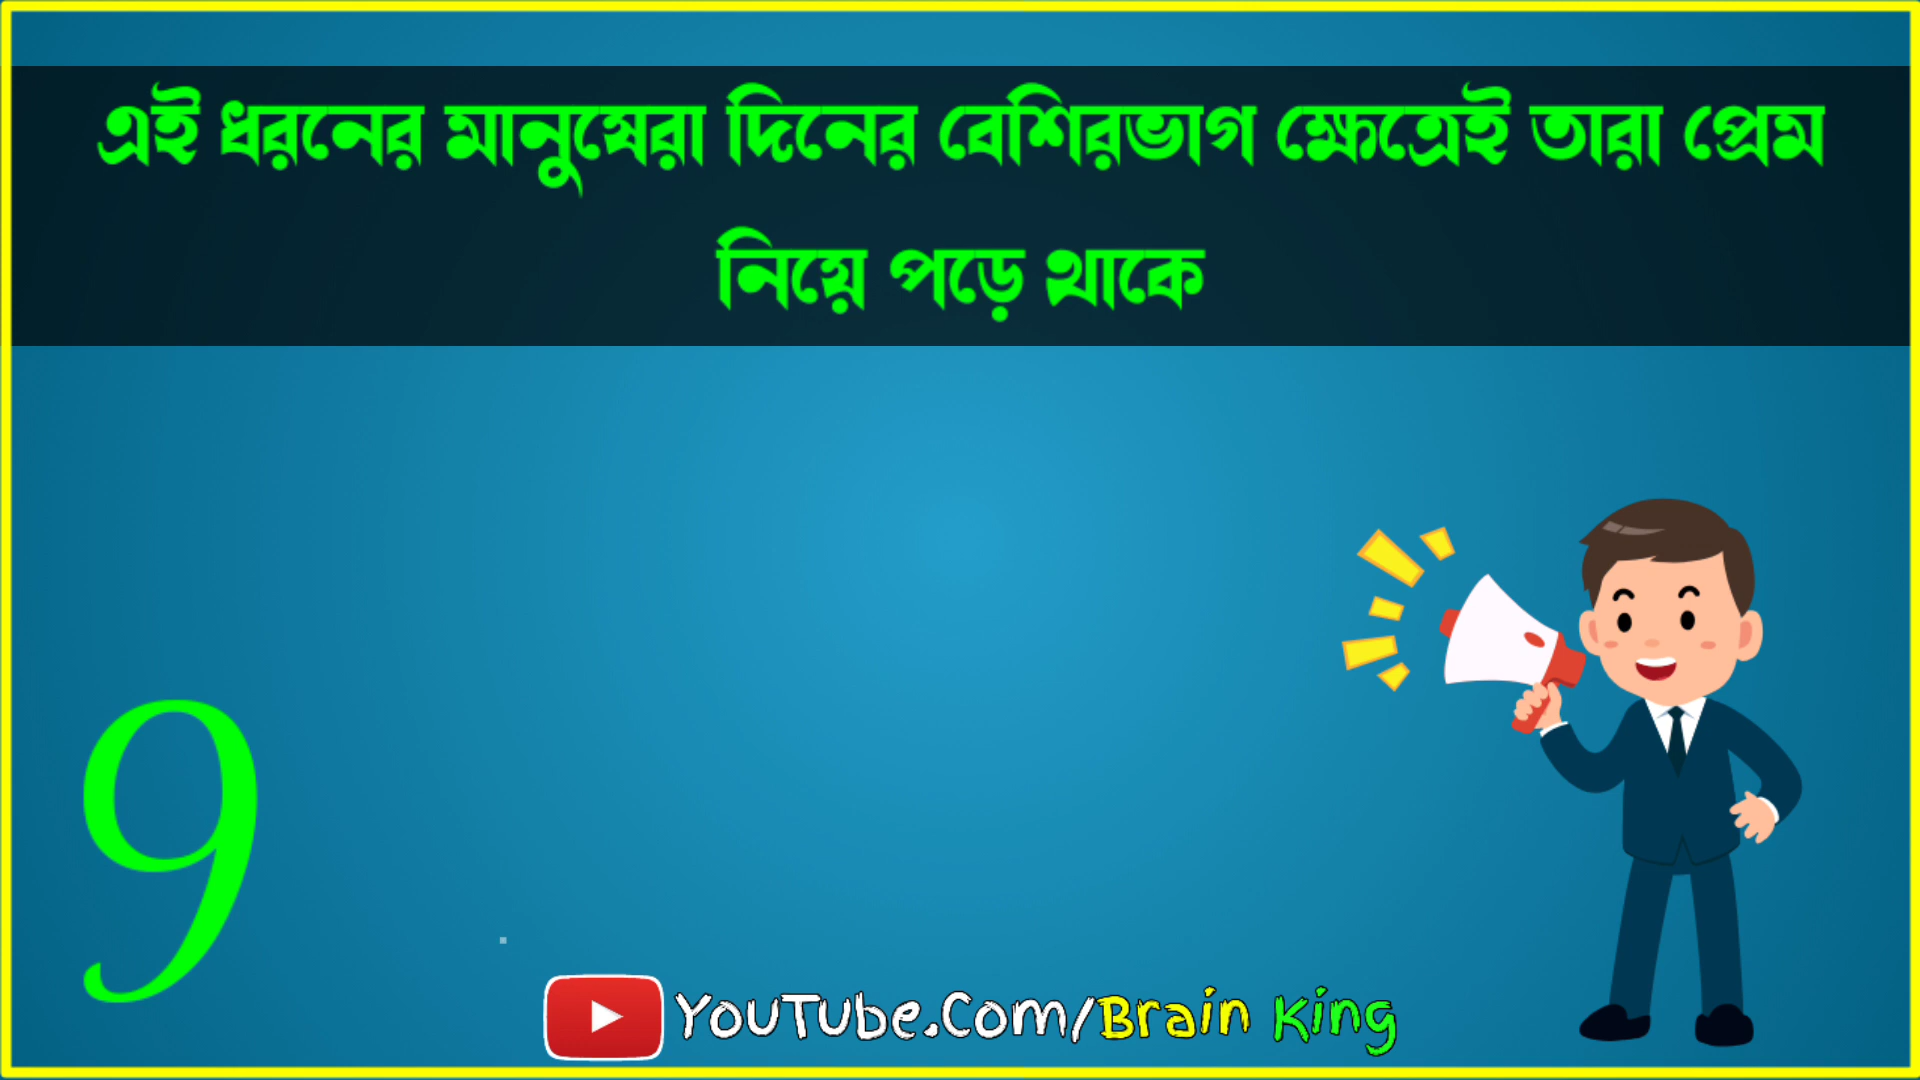 এই ধরনের মানুষেরা দিনের বেশিরভাগ ক্ষেত্রেই তারা প্রেম
নিয়ে পড়ে থাকে
9
YouTube.Com/Brain King